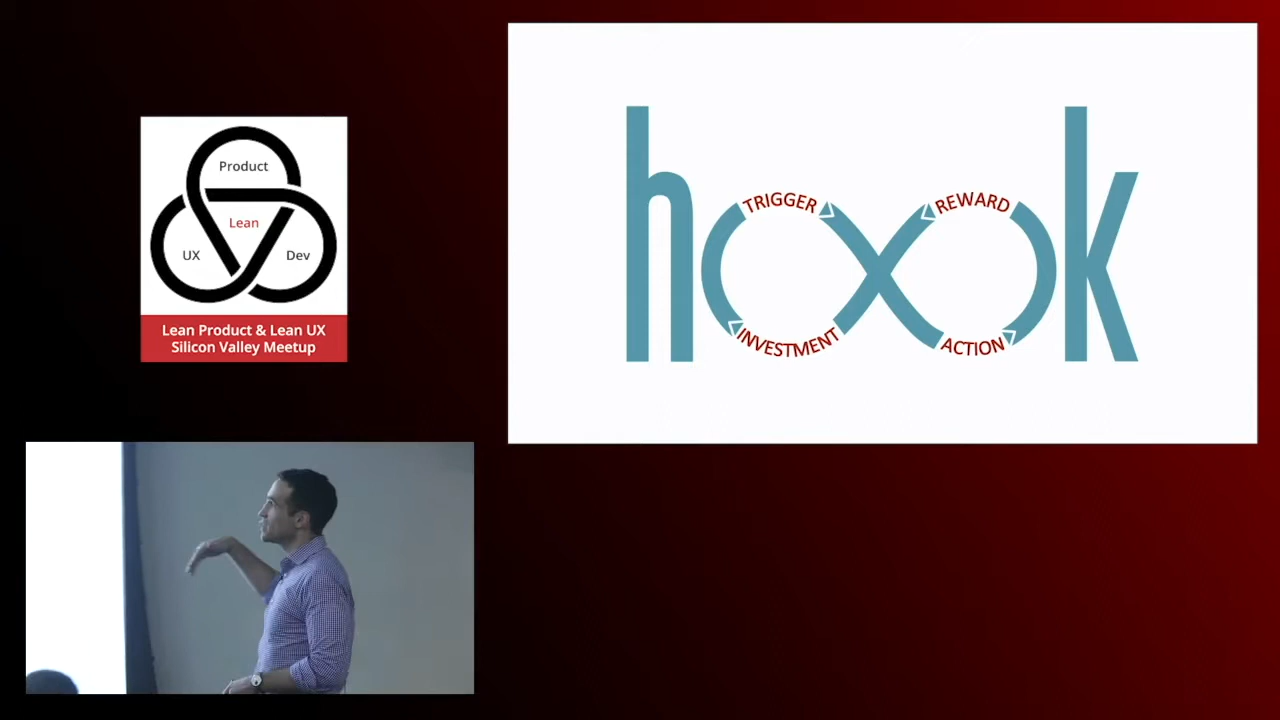 Product
Lean
UX
Dev
Lean Product & Lean UX
Silicon Valley Meetup
hook
TRIGGER
REWARD
INVESTMENT
ACTION